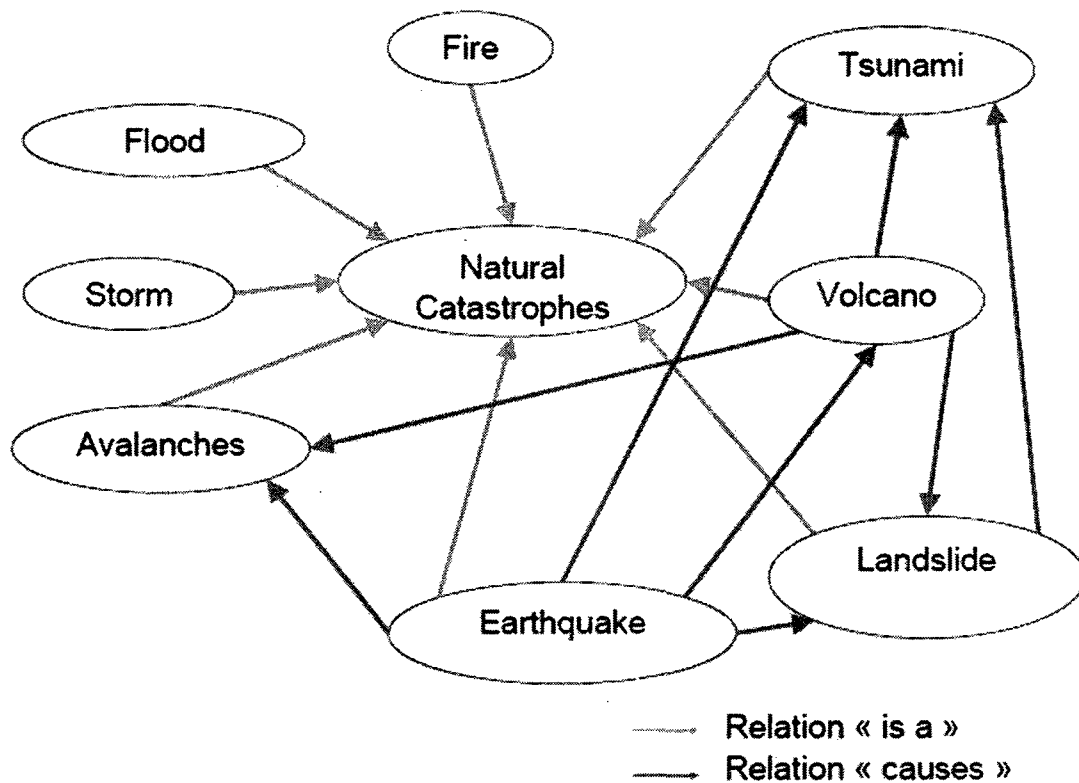 Fire
Tsunami
Flood
Natural
Catastrophes
Storm
Volcano
Avalanches
Landslide
Earthquake
Relation « is a »
Relation « causes »